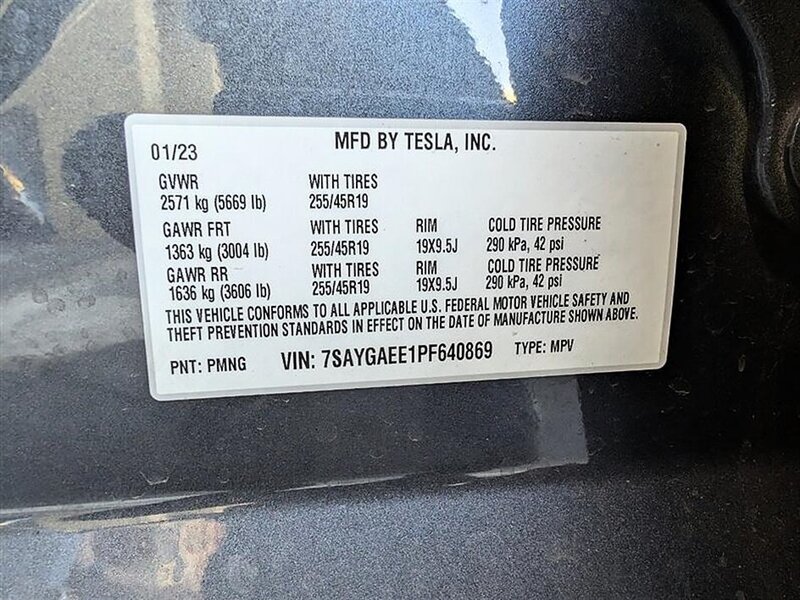 MFD BY TESLA, INC.
01/23
GVWR WITH TIRES
2571 kg (5669 lb) 255/45R19
GAWR FRT WITH TIRES RIM COLD TIRE PRESSURE
1363 kg (3004 lb) 255/45R19 19X9.5J 290 kPa, 42 psi
GAWR RR WITH TIRES RIM COLD TIRE PRESSURE
1636 kg (3606 lb) 255/45R19 19X9.5J 290 kPa, 42 psi
THIS VEHICLE CONFORMS TO ALL APPLICABLE U.S. FEDERAL MOTOR VEHICLE SAFETY AND
THEFT PREVENTION STANDARDS IN EFFECT ON THE DATE OF MANUFACTURE SHOWN ABOVE.
PNT: PMNG VIN: 7SAYGAEE1PF640869 TYPE: MPV